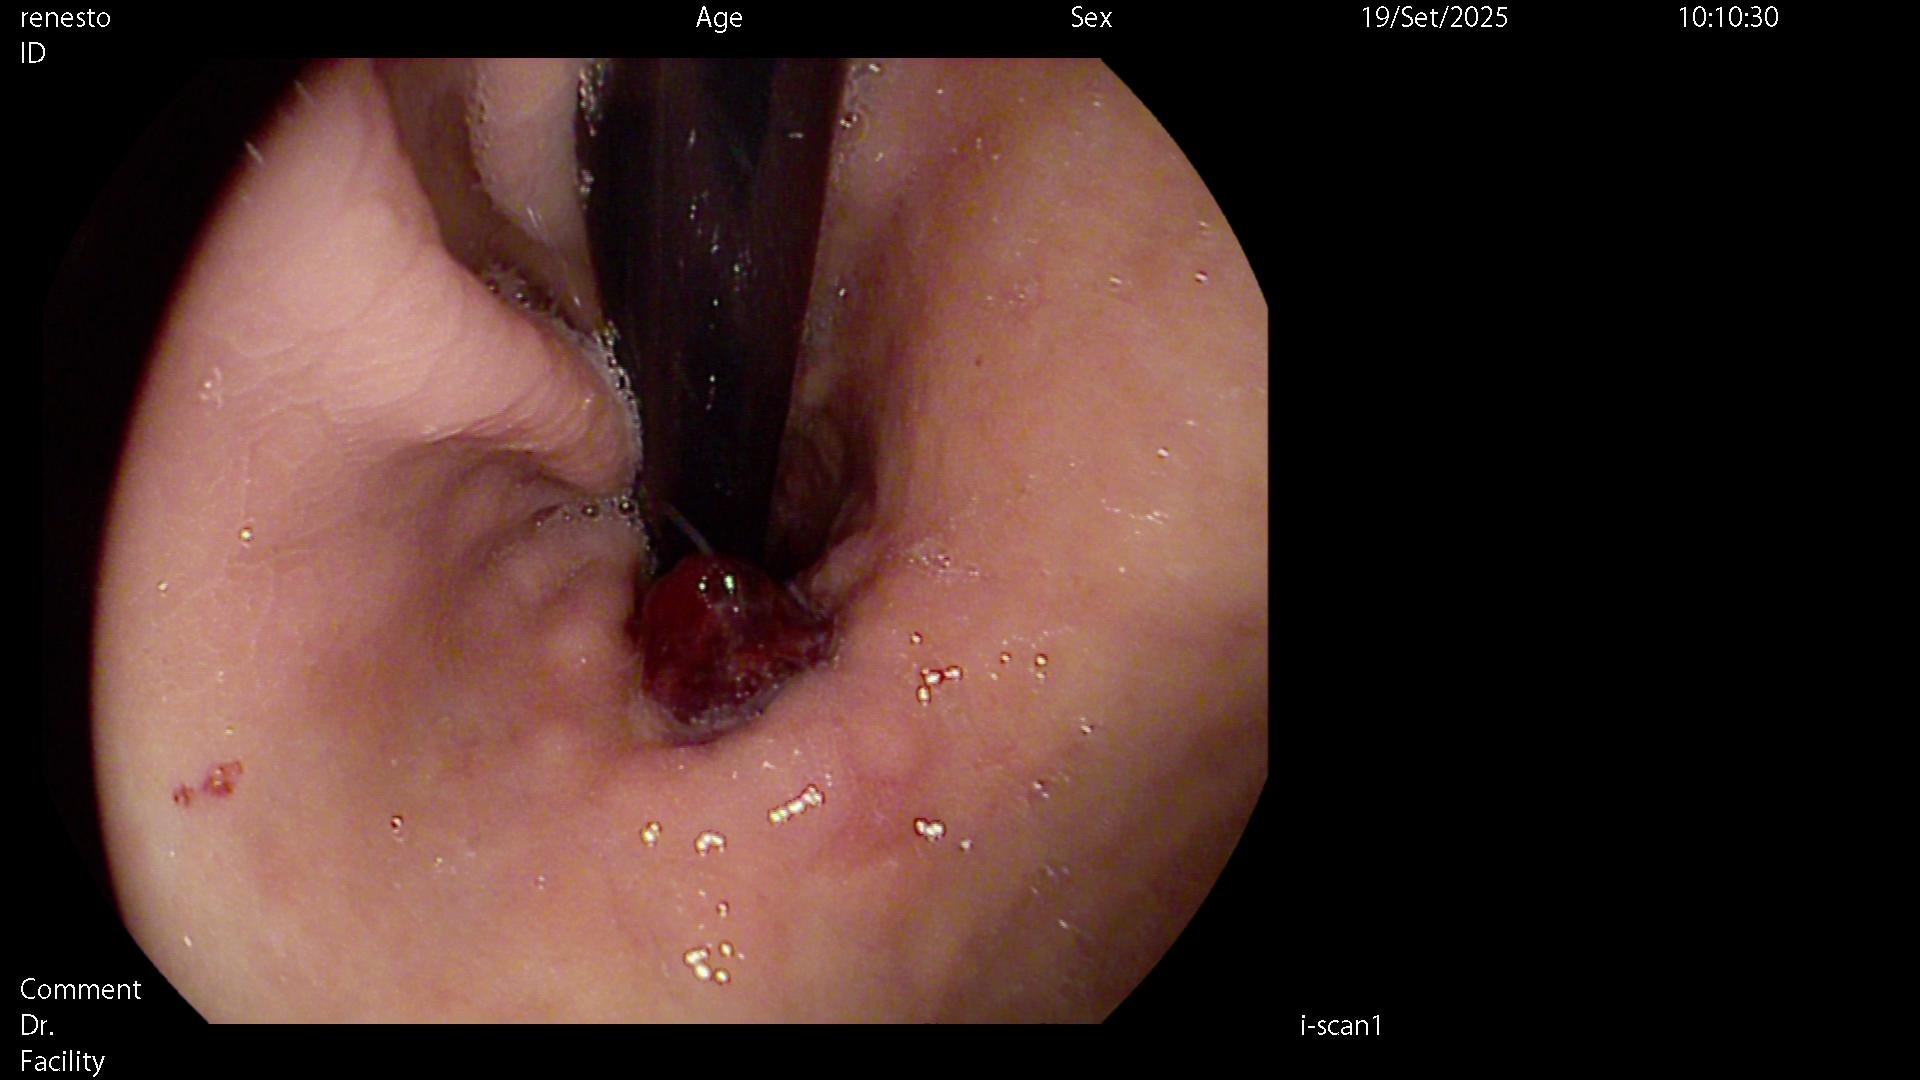 renesto
Age
Sex
19/Set/2025
10:10:30
ID
Comment
Dr.
i-scan1
Facility